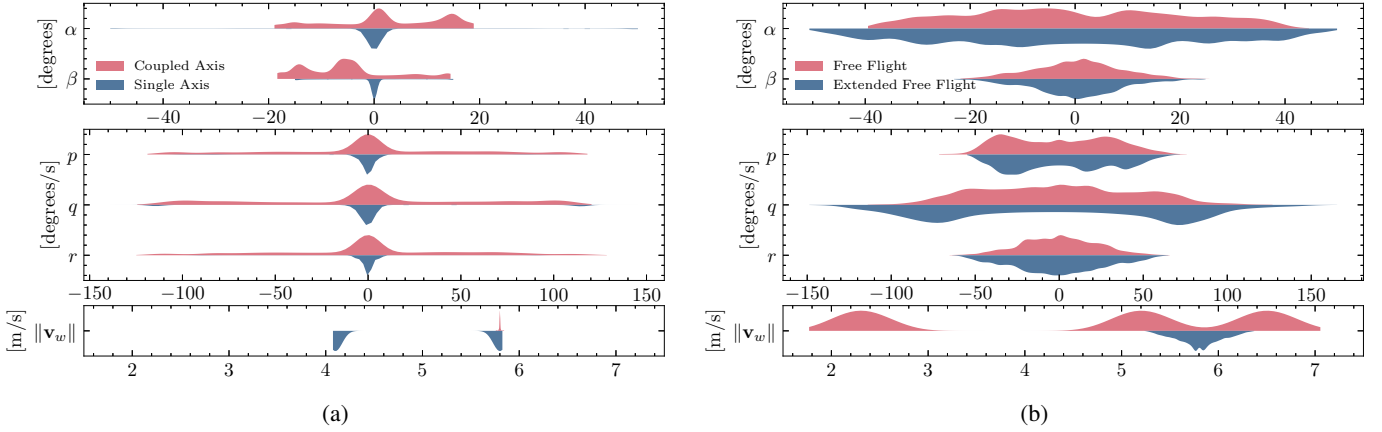 [degrees]
α
β
Coupled Axis
Single Axis
−40 −20 0 20 40
[degrees/s]
p
q
r
−150 −100 −50 0 50 100 150
[m/s]
‖v_w‖
2 3 4 5 6 7
(a)
[degrees]
α
β
Free Flight
Extended Free Flight
−40 −20 0 20 40
[degrees/s]
p
q
r
−150 −100 −50 0 50 100 150
[m/s]
‖v_w‖
2 3 4 5 6 7
(b)